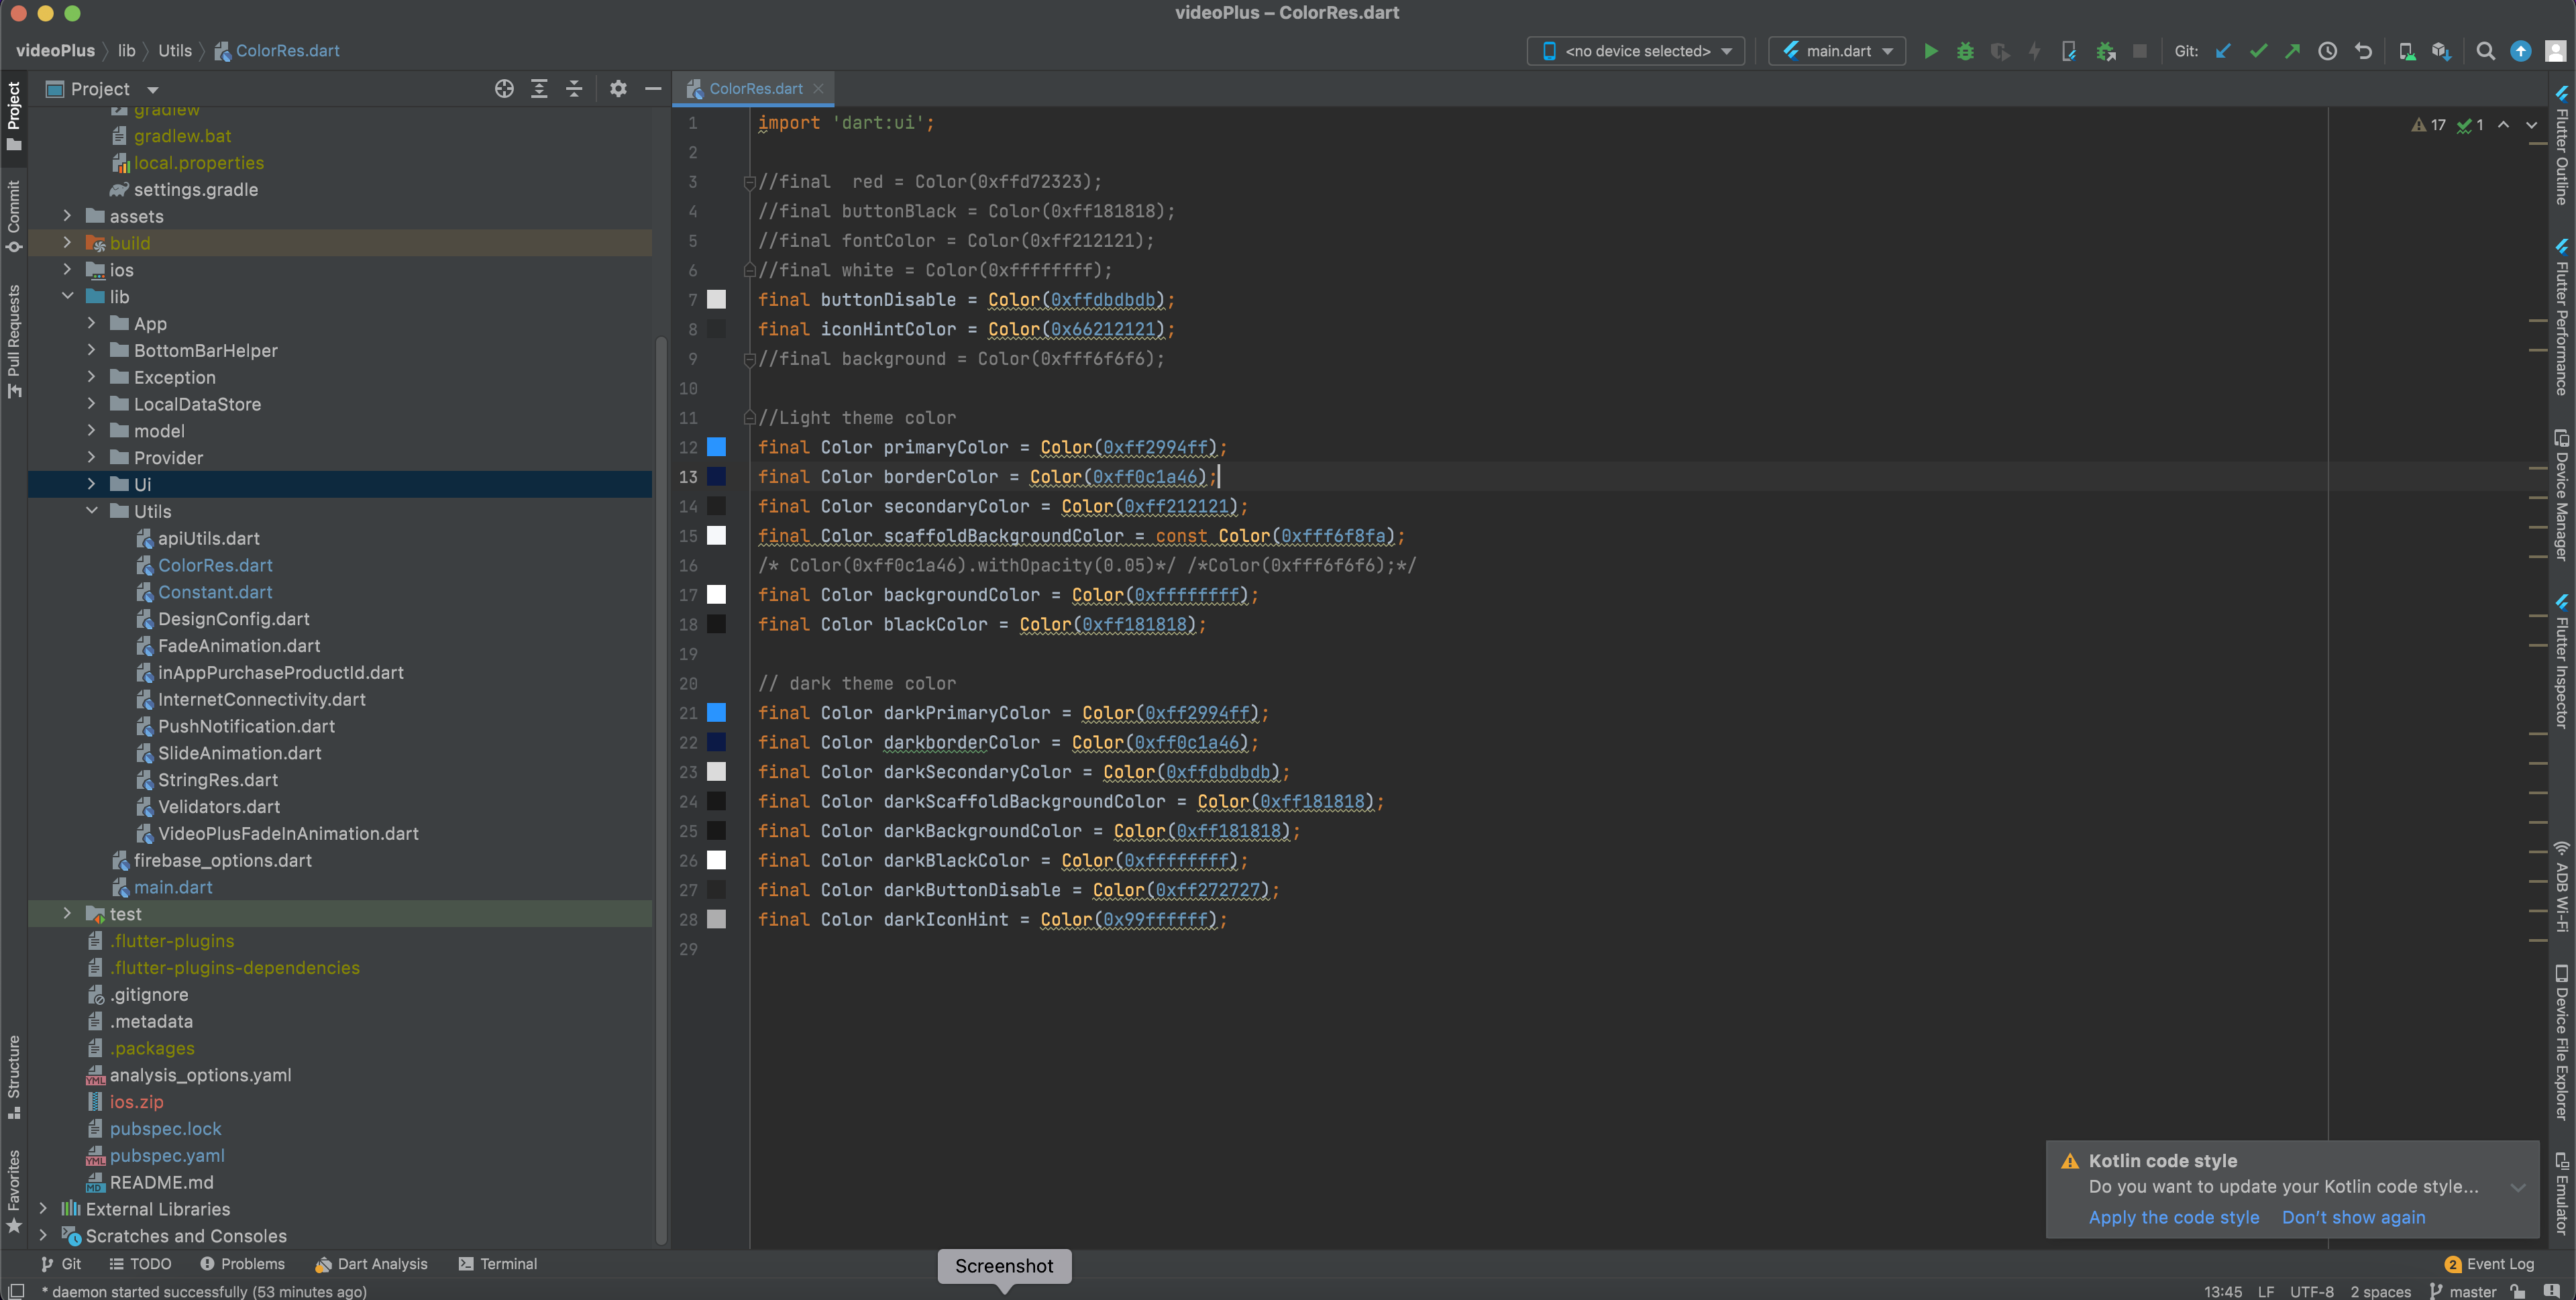 videoPlus – ColorRes.dart
videoPlus lib Utils ColorRes.dart
<no device selected> main.dart Git:
Project
ColorRes.dart
gradlew
gradlew.bat
local.properties
settings.gradle
assets
build
ios
lib
App
BottomBarHelper
Exception
LocalDataStore
model
Provider
Ui
Utils
apiUtils.dart
ColorRes.dart
Constant.dart
DesignConfig.dart
FadeAnimation.dart
inAppPurchaseProductId.dart
InternetConnectivity.dart
PushNotification.dart
SlideAnimation.dart
StringRes.dart
Velidators.dart
VideoPlusFadeInAnimation.dart
firebase_options.dart
main.dart
test
.flutter-plugins
.flutter-plugins-dependencies
.gitignore
.metadata
.packages
analysis_options.yaml
ios.zip
pubspec.lock
pubspec.yaml
README.md
External Libraries
Scratches and Consoles
Project
Commit
Pull Requests
Structure
Favorites
1 import 'dart:ui';
2
3 //final  red = Color(0xffd72323);
4 //final buttonBlack = Color(0xff181818);
5 //final fontColor = Color(0xff212121);
6 //final white = Color(0xffffffff);
7 final buttonDisable = Color(0xffdbdbdb);
8 final iconHintColor = Color(0x66212121);
9 //final background = Color(0xfff6f6f6);
10
11 //Light theme color
12 final Color primaryColor = Color(0xff2994ff);
13 final Color borderColor = Color(0xff0c1a46);
14 final Color secondaryColor = Color(0xff212121);
15 final Color scaffoldBackgroundColor = const Color(0xfff6f8fa);
16 /* Color(0xff0c1a46).withOpacity(0.05)*/ /*Color(0xfff6f6f6);*/
17 final Color backgroundColor = Color(0xffffffff);
18 final Color blackColor = Color(0xff181818);
19
20 // dark theme color
21 final Color darkPrimaryColor = Color(0xff2994ff);
22 final Color darkborderColor = Color(0xff0c1a46);
23 final Color darkSecondaryColor = Color(0xffdbdbdb);
24 final Color darkScaffoldBackgroundColor = Color(0xff181818);
25 final Color darkBackgroundColor = Color(0xff181818);
26 final Color darkBlackColor = Color(0xffffffff);
27 final Color darkButtonDisable = Color(0xff272727);
28 final Color darkIconHint = Color(0x99ffffff);
29
17 1
Flutter Outline
Flutter Performance
Device Manager
Flutter Inspector
ADB Wi-Fi
Device File Explorer
Emulator
Kotlin code style
Do you want to update your Kotlin code style...
Apply the code style Don't show again
Git TODO Problems Dart Analysis Terminal
Screenshot
2 Event Log
* daemon started successfully (53 minutes ago)
13:45 LF UTF-8 2 spaces master